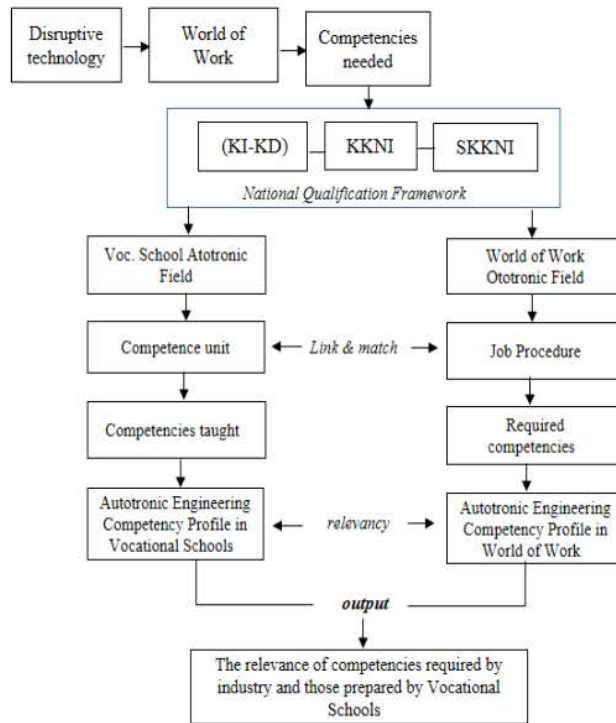 Disruptive
technology
World of
Work
Competencies
needed
(KI-KD)
KKNI
SKKNI
National Qualification Framework
Voc. School Atotronic
Field
World of Work
Ototronic Field
Competence unit
Link & match
Job Procedure
Competencies taught
Required
competencies
Autotronic Engineering
Competency Profile in
Vocational Schools
relevancy
Autotronic Engineering
Competency Profile in
World of Work
output
The relevance of competencies required by
industry and those prepared by Vocational
Schools